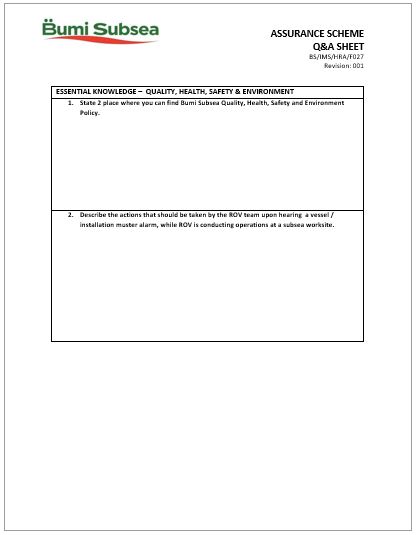 Bumi Subsea
ASSURANCE SCHEME
Q&A SHEET
BS/IMS/HRA/F027
Revision: 001
ESSENTIAL KNOWLEDGE – QUALITY, HEALTH, SAFETY & ENVIRONMENT
1. State 2 place where you can find Bumi Subsea Quality, Health, Safety and Environment
Policy.
2. Describe the actions that should be taken by the ROV team upon hearing a vessel /
installation muster alarm, while ROV is conducting operations at a subsea worksite.